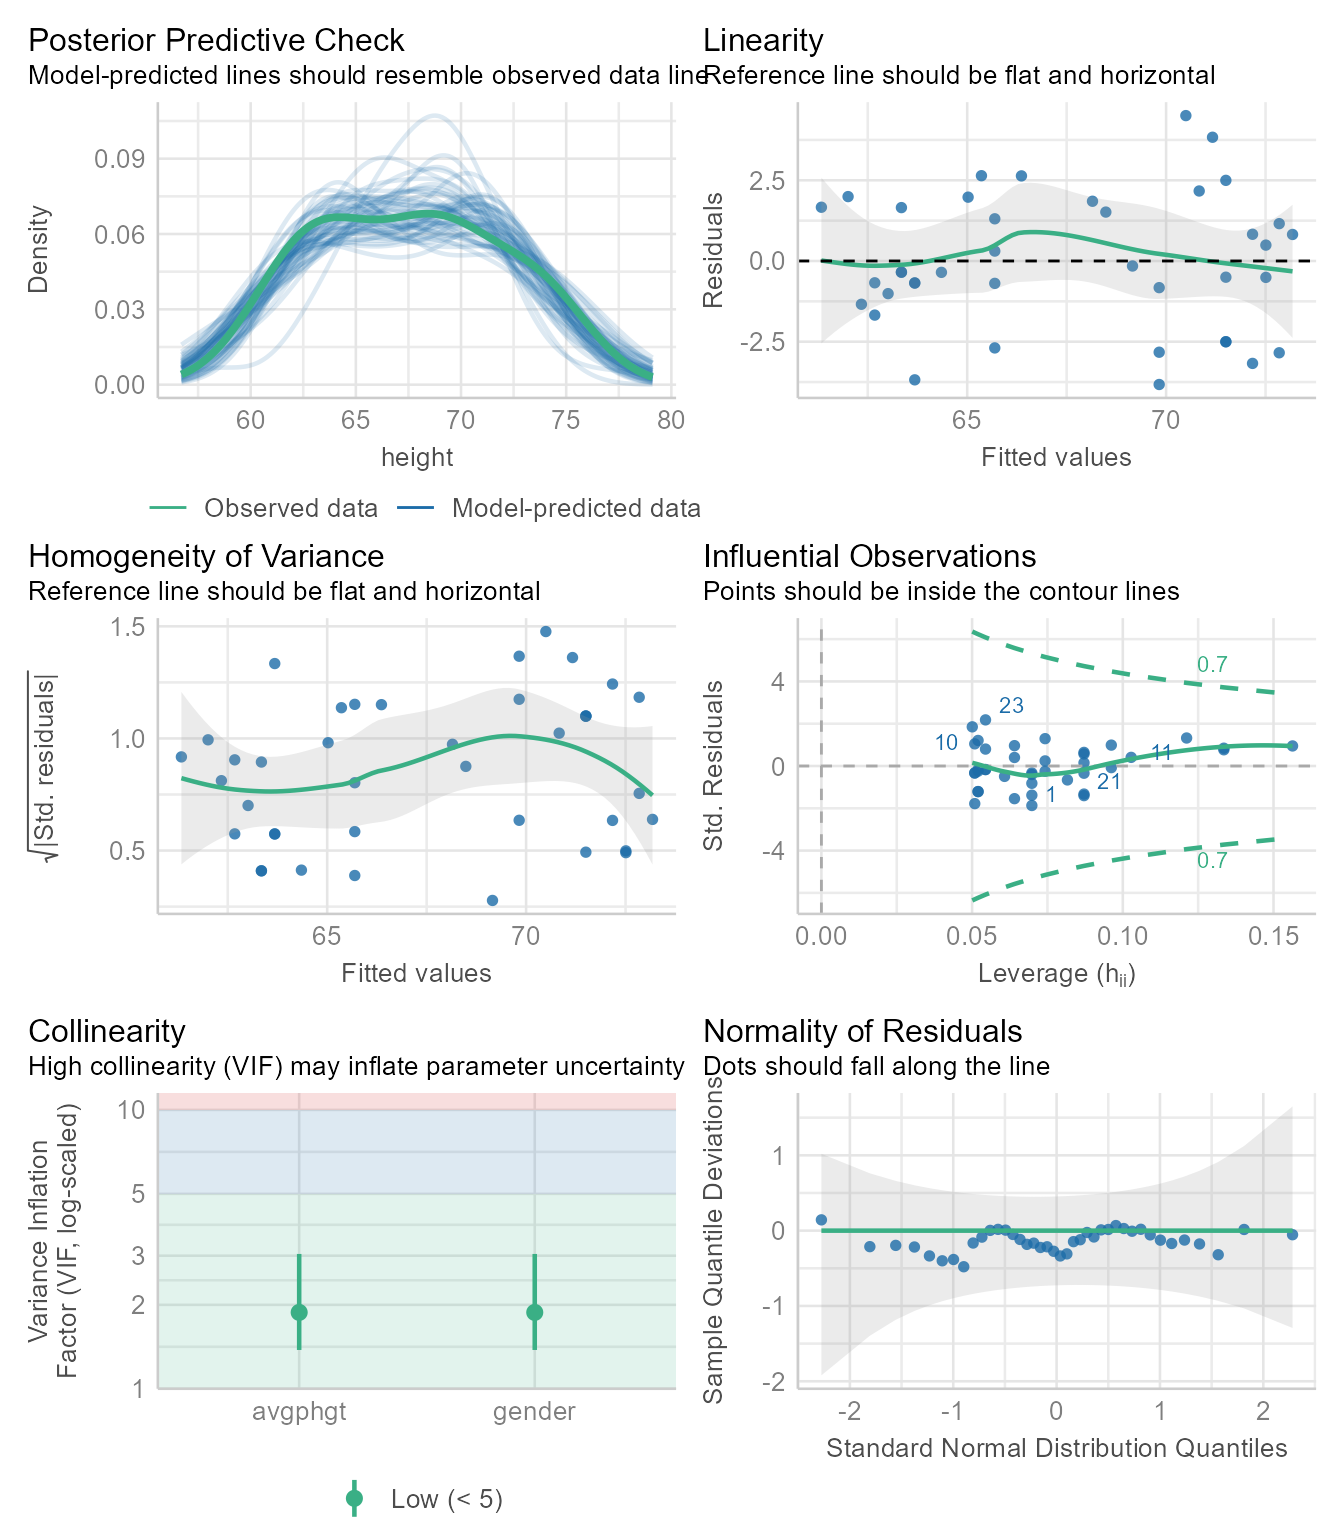 Posterior Predictive Check
Model-predicted lines should resemble observed data line
Density
0.09
0.06
0.03
0.00
60 65 70 75 80
height
Observed data Model-predicted data
Linearity
Reference line should be flat and horizontal
Residuals
2.5
0.0
-2.5
65 70
Fitted values
Homogeneity of Variance
Reference line should be flat and horizontal
√|Std. residuals|
1.5
1.0
0.5
65 70
Fitted values
Influential Observations
Points should be inside the contour lines
Std. Residuals
4
0
-4
0.7
23
10
11
21
1
0.7
0.00 0.05 0.10 0.15
Leverage (hii)
Collinearity
High collinearity (VIF) may inflate parameter uncertainty
Variance Inflation
Factor (VIF, log-scaled)
10
5
3
2
1
avgphgt gender
Low (< 5)
Normality of Residuals
Dots should fall along the line
Sample Quantile Deviations
1
0
-1
-2
-2 -1 0 1 2
Standard Normal Distribution Quantiles